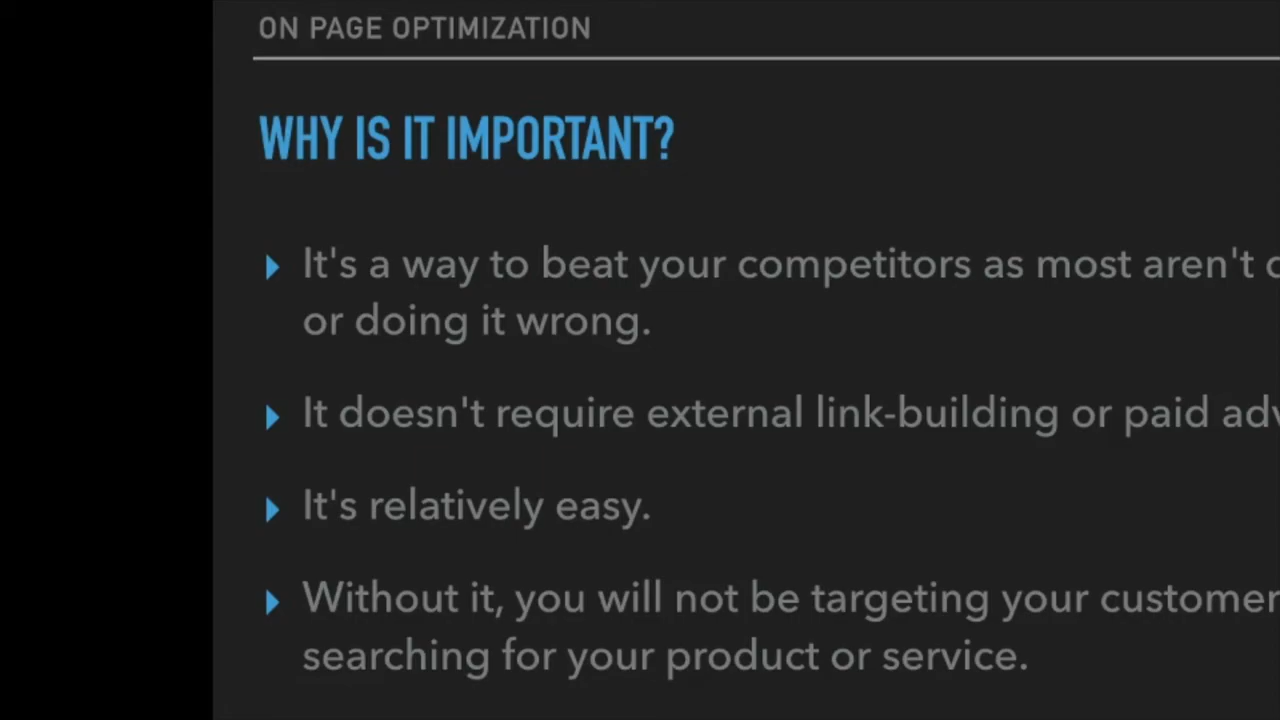 ON PAGE OPTIMIZATION
WHY IS IT IMPORTANT?
It's a way to beat your competitors as most aren't
or doing it wrong.
It doesn't require external link-building or paid
It's relatively easy.
Without it, you will not be targeting your
searching for your product or service.